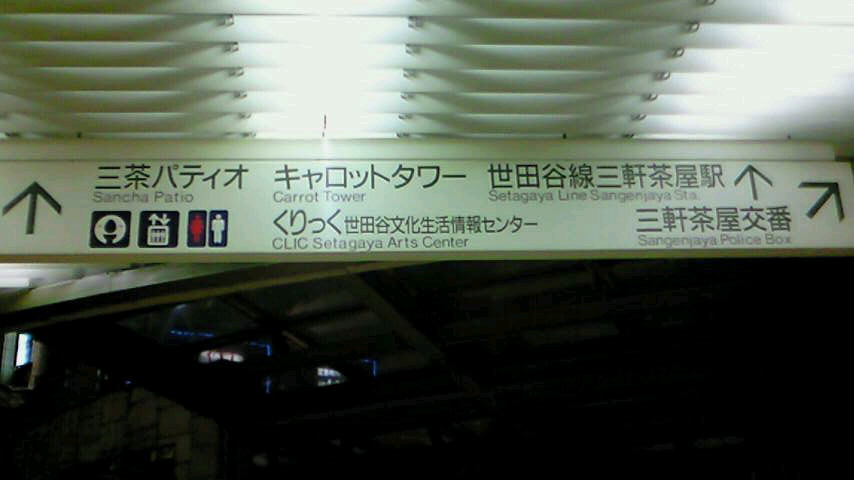 三茶パティオ
Sancha Patio
キャロットタワー
Carrot Tower
くりっく世田谷文化生活情報センター
CLIC Setagaya Arts Center
世田谷線三軒茶屋駅
Setagaya Line Sangenjaya Sta.
三軒茶屋交番
Sangenjaya Police Box